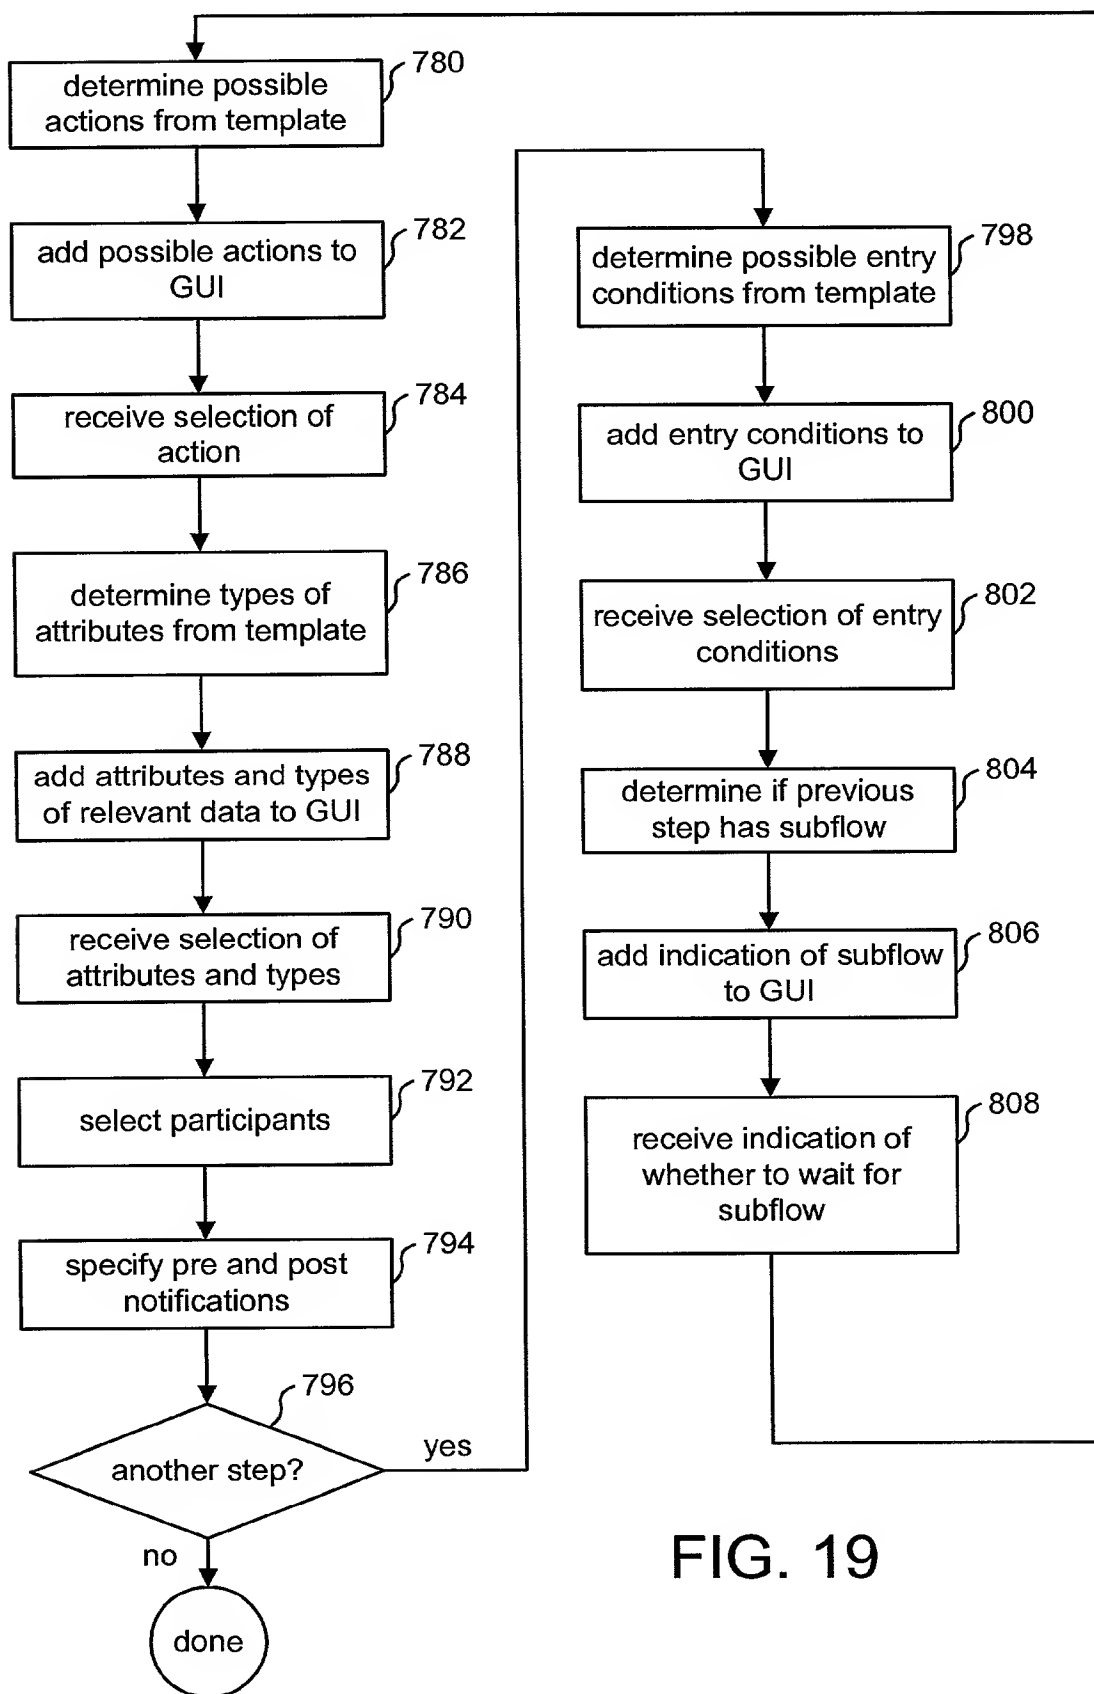 determine possible
actions from template
780
add possible actions to
GUI
782
receive selection of
action
784
determine types of
attributes from template
786
add attributes and types
of relevant data to GUI
788
receive selection of
attributes and types
790
select participants
792
specify pre and post
notifications
794
another step?
796
yes
no
done
determine possible entry
conditions from template
798
add entry conditions to
GUI
800
receive selection of entry
conditions
802
determine if previous
step has subflow
804
add indication of subflow
to GUI
806
receive indication of
whether to wait for
subflow
808
FIG. 19